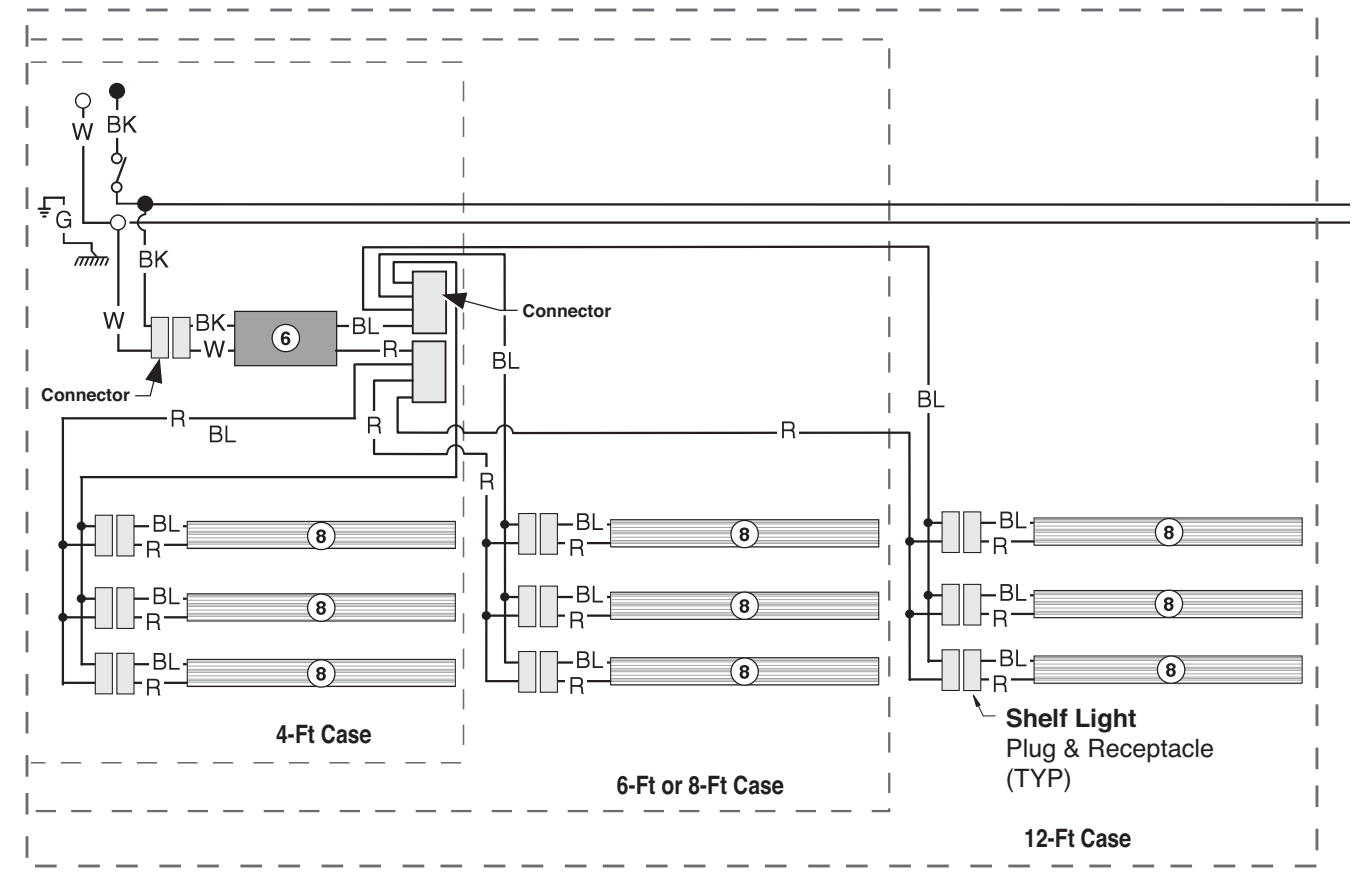 W
BK
G
BK
W
BK
6
BL
W
R
Connector
Connector
BL
BL
R
BL
R
R
R
BL
8
R
BL
8
R
BL
8
R
BL
8
R
BL
8
R
BL
8
R
BL
8
R
BL
8
R
BL
8
R
4-Ft Case
Shelf Light
Plug & Receptacle
(TYP)
6-Ft or 8-Ft Case
12-Ft Case